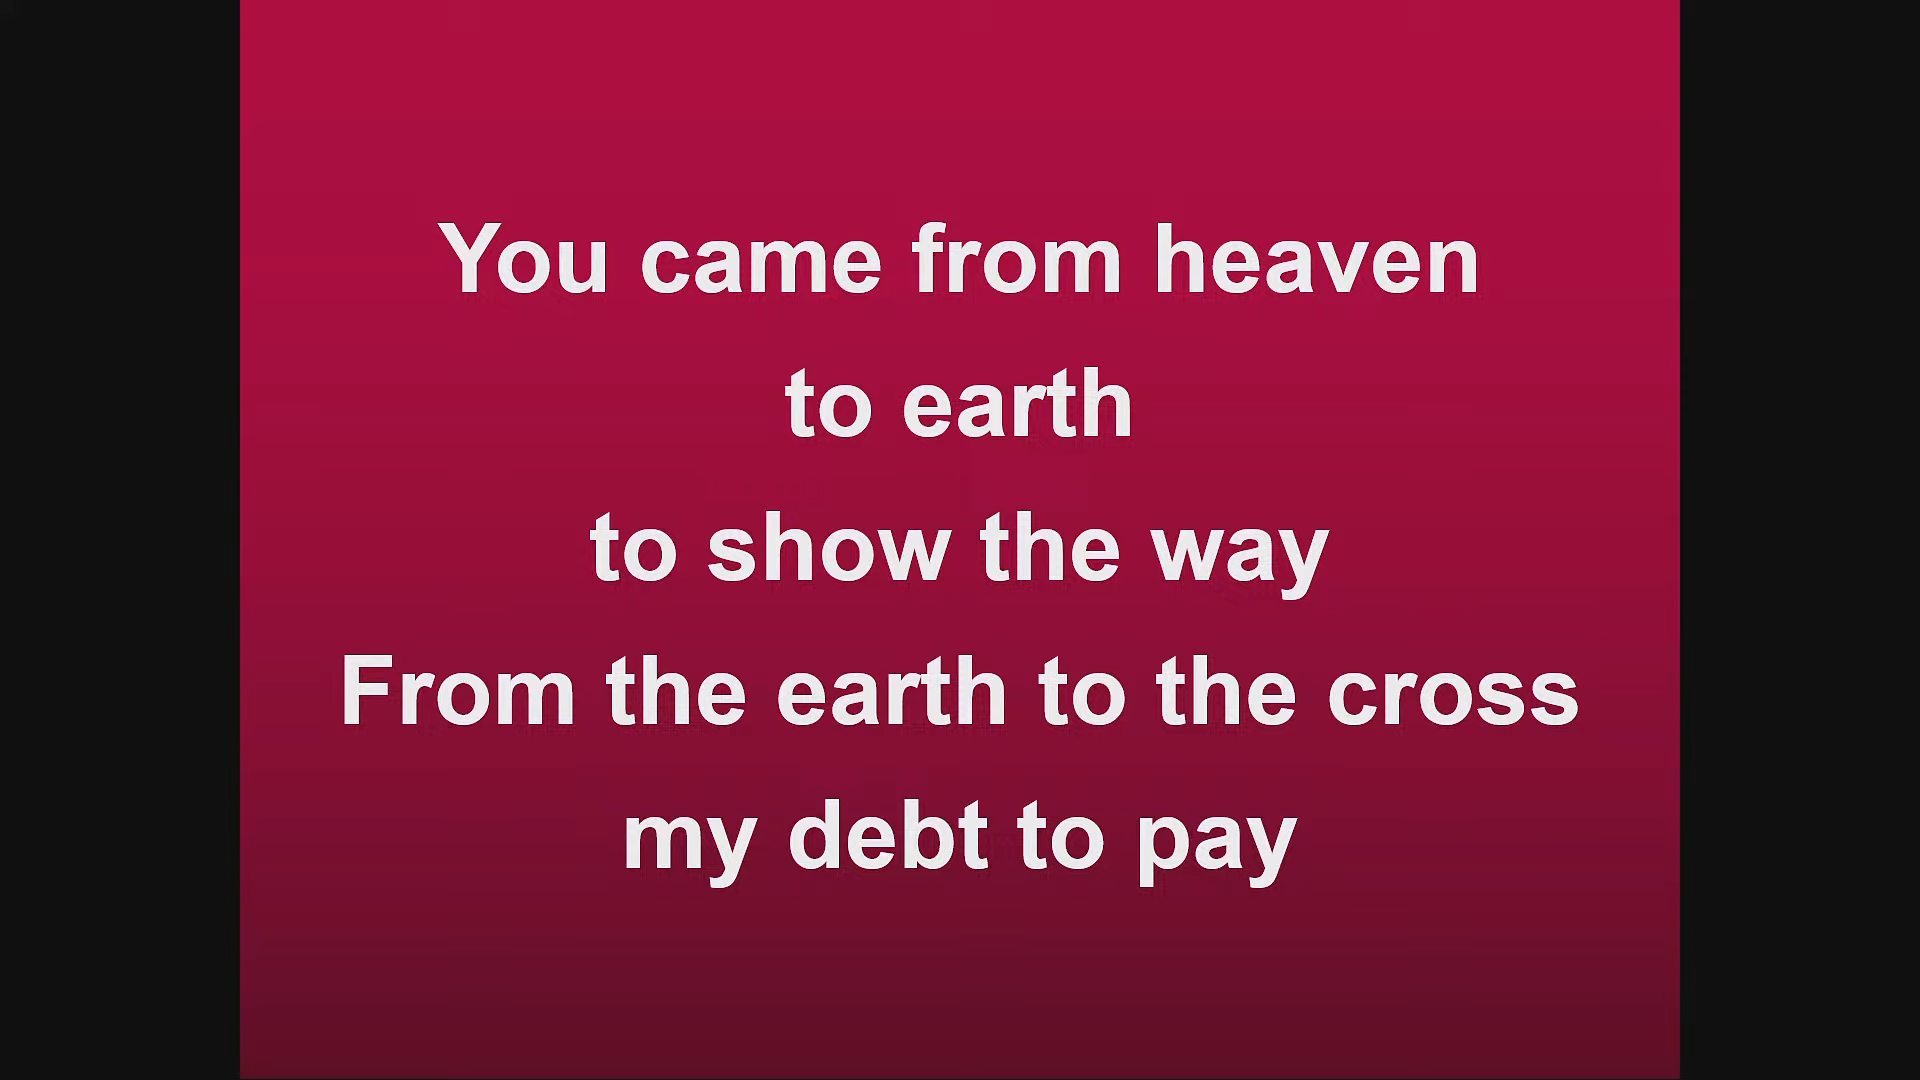 You came from heaven
to earth
to show the way
From the earth to the cross
my debt to pay